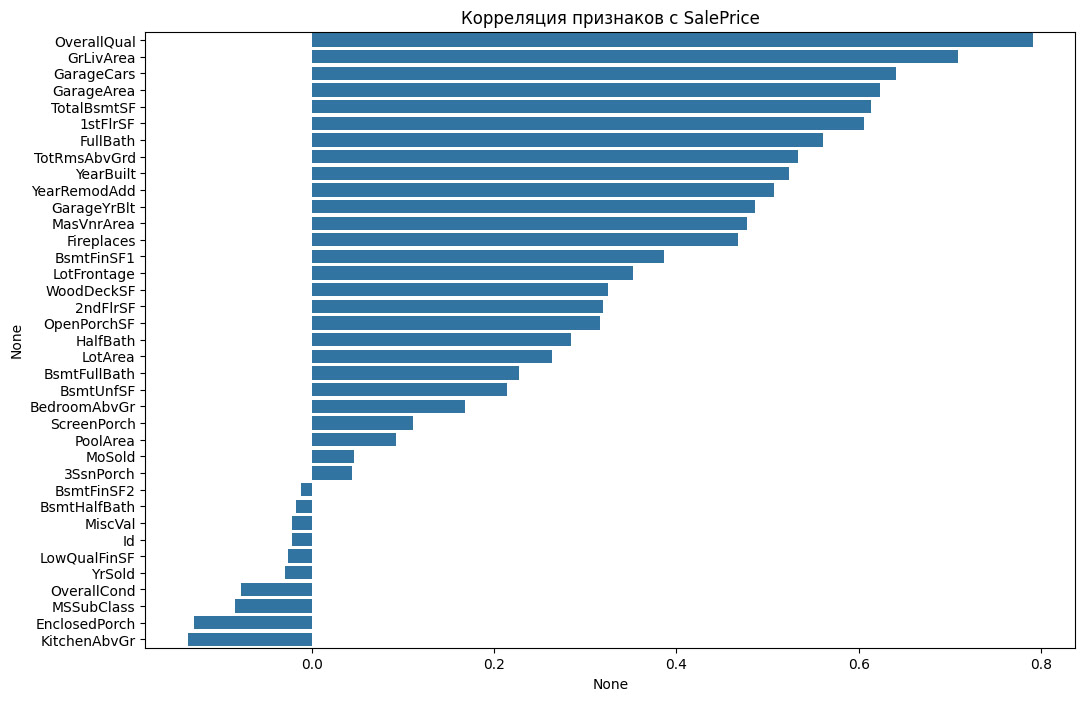 Корреляция признаков с SalePrice
OverallQual
GrLivArea
GarageCars
GarageArea
TotalBsmtSF
1stFlrSF
FullBath
TotRmsAbvGrd
YearBuilt
YearRemodAdd
GarageYrBlt
MasVnrArea
Fireplaces
BsmtFinSF1
LotFrontage
WoodDeckSF
2ndFlrSF
OpenPorchSF
HalfBath
LotArea
BsmtFullBath
BsmtUnfSF
BedroomAbvGr
ScreenPorch
PoolArea
MoSold
3SsnPorch
BsmtFinSF2
BsmtHalfBath
MiscVal
Id
LowQualFinSF
YrSold
OverallCond
MSSubClass
EnclosedPorch
KitchenAbvGr
None
0.0 0.2 0.4 0.6 0.8
None